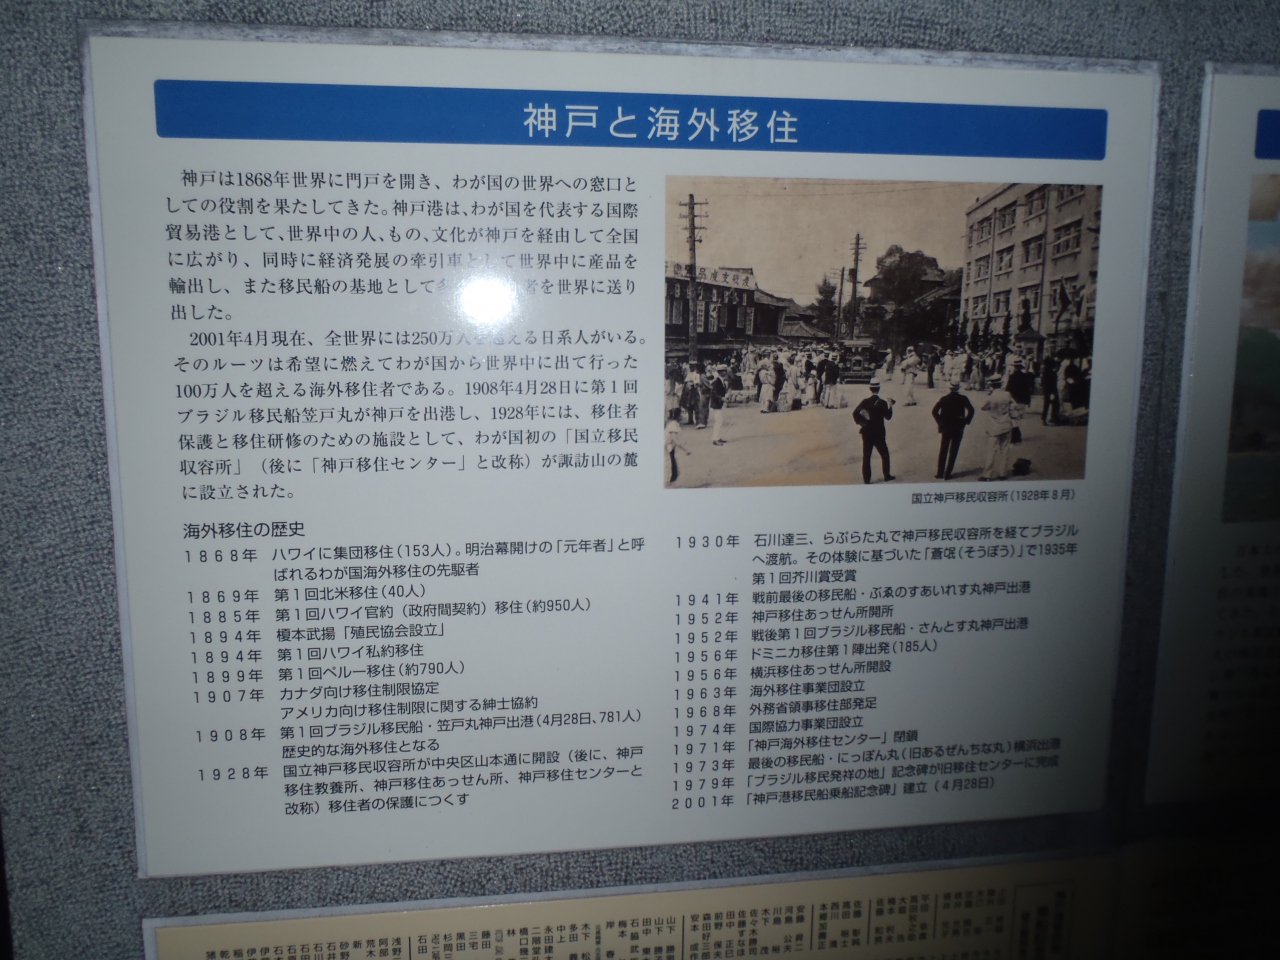 神戸と海外移住
神戸は1868年世界に門戸を開き、わが国の世界への窓口と
しての役割を果たしてきた。神戸港は、わが国を代表する国際
貿易港として、世界中の人、もの、文化が神戸を経由して全国
に広がり、同時に経済発展の牽引車として世界中に産品を
輸出し、また移民船の基地として 者を世界に送り
出した。
2001年4月現在、全世界には250万人を超える日系人がいる。
そのルーツは希望に燃えてわが国から世界中に出て行った
100万人を超える海外移住者である。1908年4月28日に第1回
ブラジル移民船笠戸丸が神戸を出港し、1928年には、移住者
保護と移住研修のための施設として、わが国初の「国立移民
収容所」（後に「神戸移住センター」と改称）が諏訪山の麓
に設立された。
国立神戸移民収容所（1928年8月）
海外移住の歴史
1868年 ハワイに集団移住（153人）。明治幕開けの「元年者」と呼
ばれるわが国海外移住の先駆者
1869年 第1回北米移住（40人）
1885年 第1回ハワイ官約（政府間契約）移住（約950人）
1894年 榎本武揚「殖民協会設立」
1894年 第1回ハワイ私約移住
1899年 第1回ペルー移住（約790人）
1907年 カナダ向け移住制限協定
アメリカ向け移住制限に関する紳士協約
1908年 第1回ブラジル移民船・笠戸丸神戸出港（4月28日、781人）
歴史的な海外移住となる
1928年 国立神戸移民収容所が中央区山本通に開設（後に、神戸
移住教養所、神戸移住あっせん所、神戸移住センターと
改称）移住者の保護につくす
1930年 石川達三、らぷらた丸で神戸移民収容所を経てブラジル
へ渡航。その体験に基づいた「蒼氓（そうぼう）」で1935年
第1回芥川賞受賞
1941年 戦前最後の移民船・ぶゑのすあいれす丸神戸出港
1952年 神戸移住あっせん所開所
1952年 戦後第1回ブラジル移民船・さんとす丸神戸出港
1956年 ドミニカ移住第1陣出発（185人）
1956年 横浜移住あっせん所開設
1963年 海外移住事業団設立
1968年 外務省領事移住部発足
1974年 国際協力事業団設立
1971年 「神戸海外移住センター」閉鎖
1973年 最後の移民船・にっぽん丸（旧あるぜんちな丸）横浜出港
1979年 「ブラジル移民発祥の地」記念碑が旧移住センターに完成
2001年 「神戸港移民船乗船記念碑」建立（4月28日）